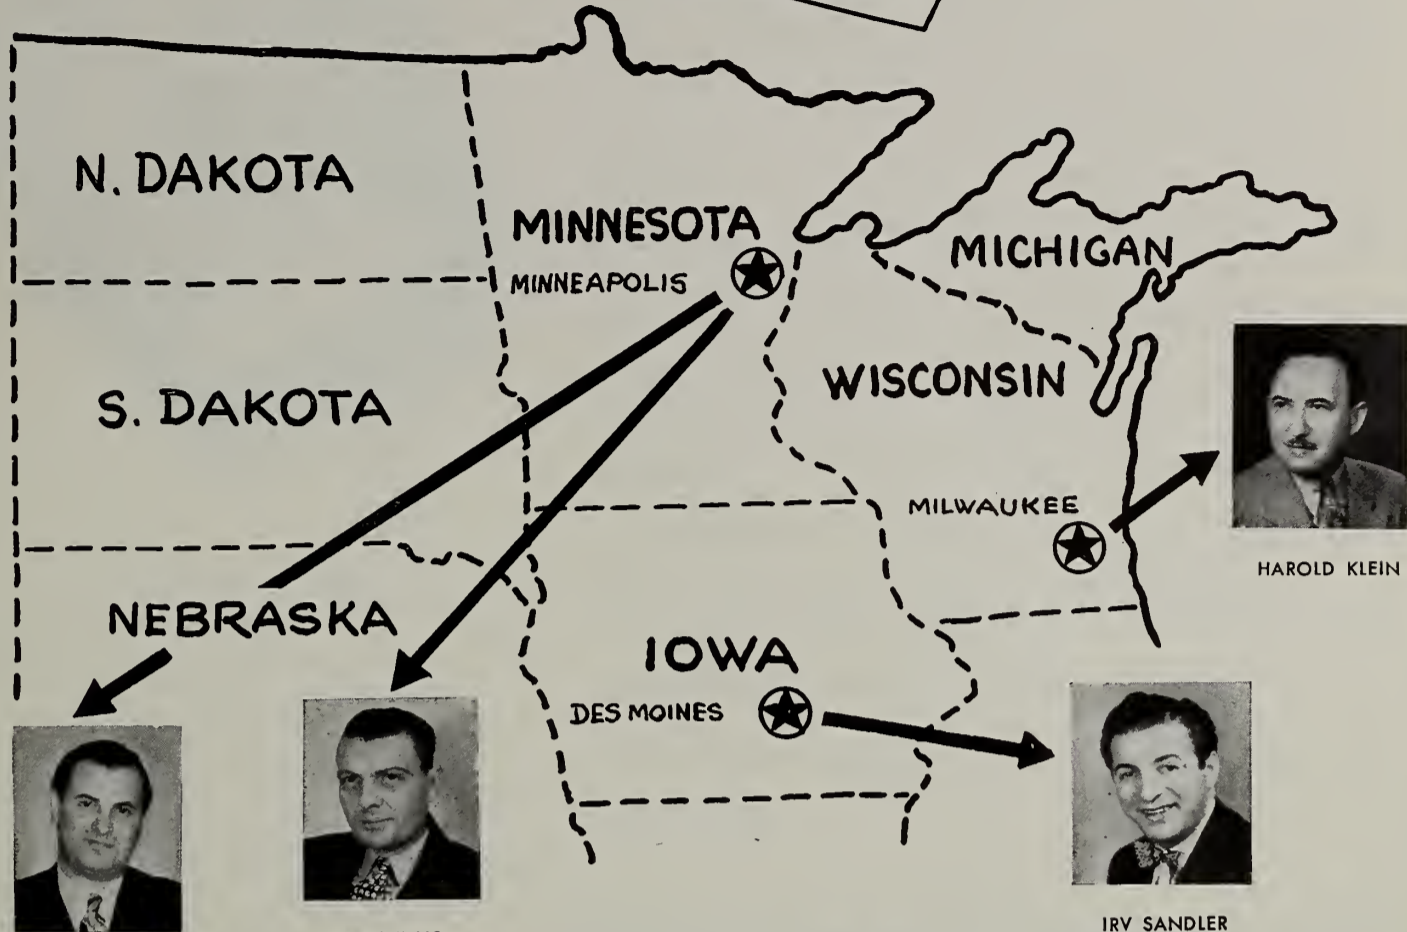 N. DAKOTA
MINNESOTA
MINNEAPOLIS
MICHIGAN
S. DAKOTA
WISCONSIN
MILWAUKEE
HAROLD KLEIN
NEBRASKA
IOWA
DES MOINES
IRV SANDLER